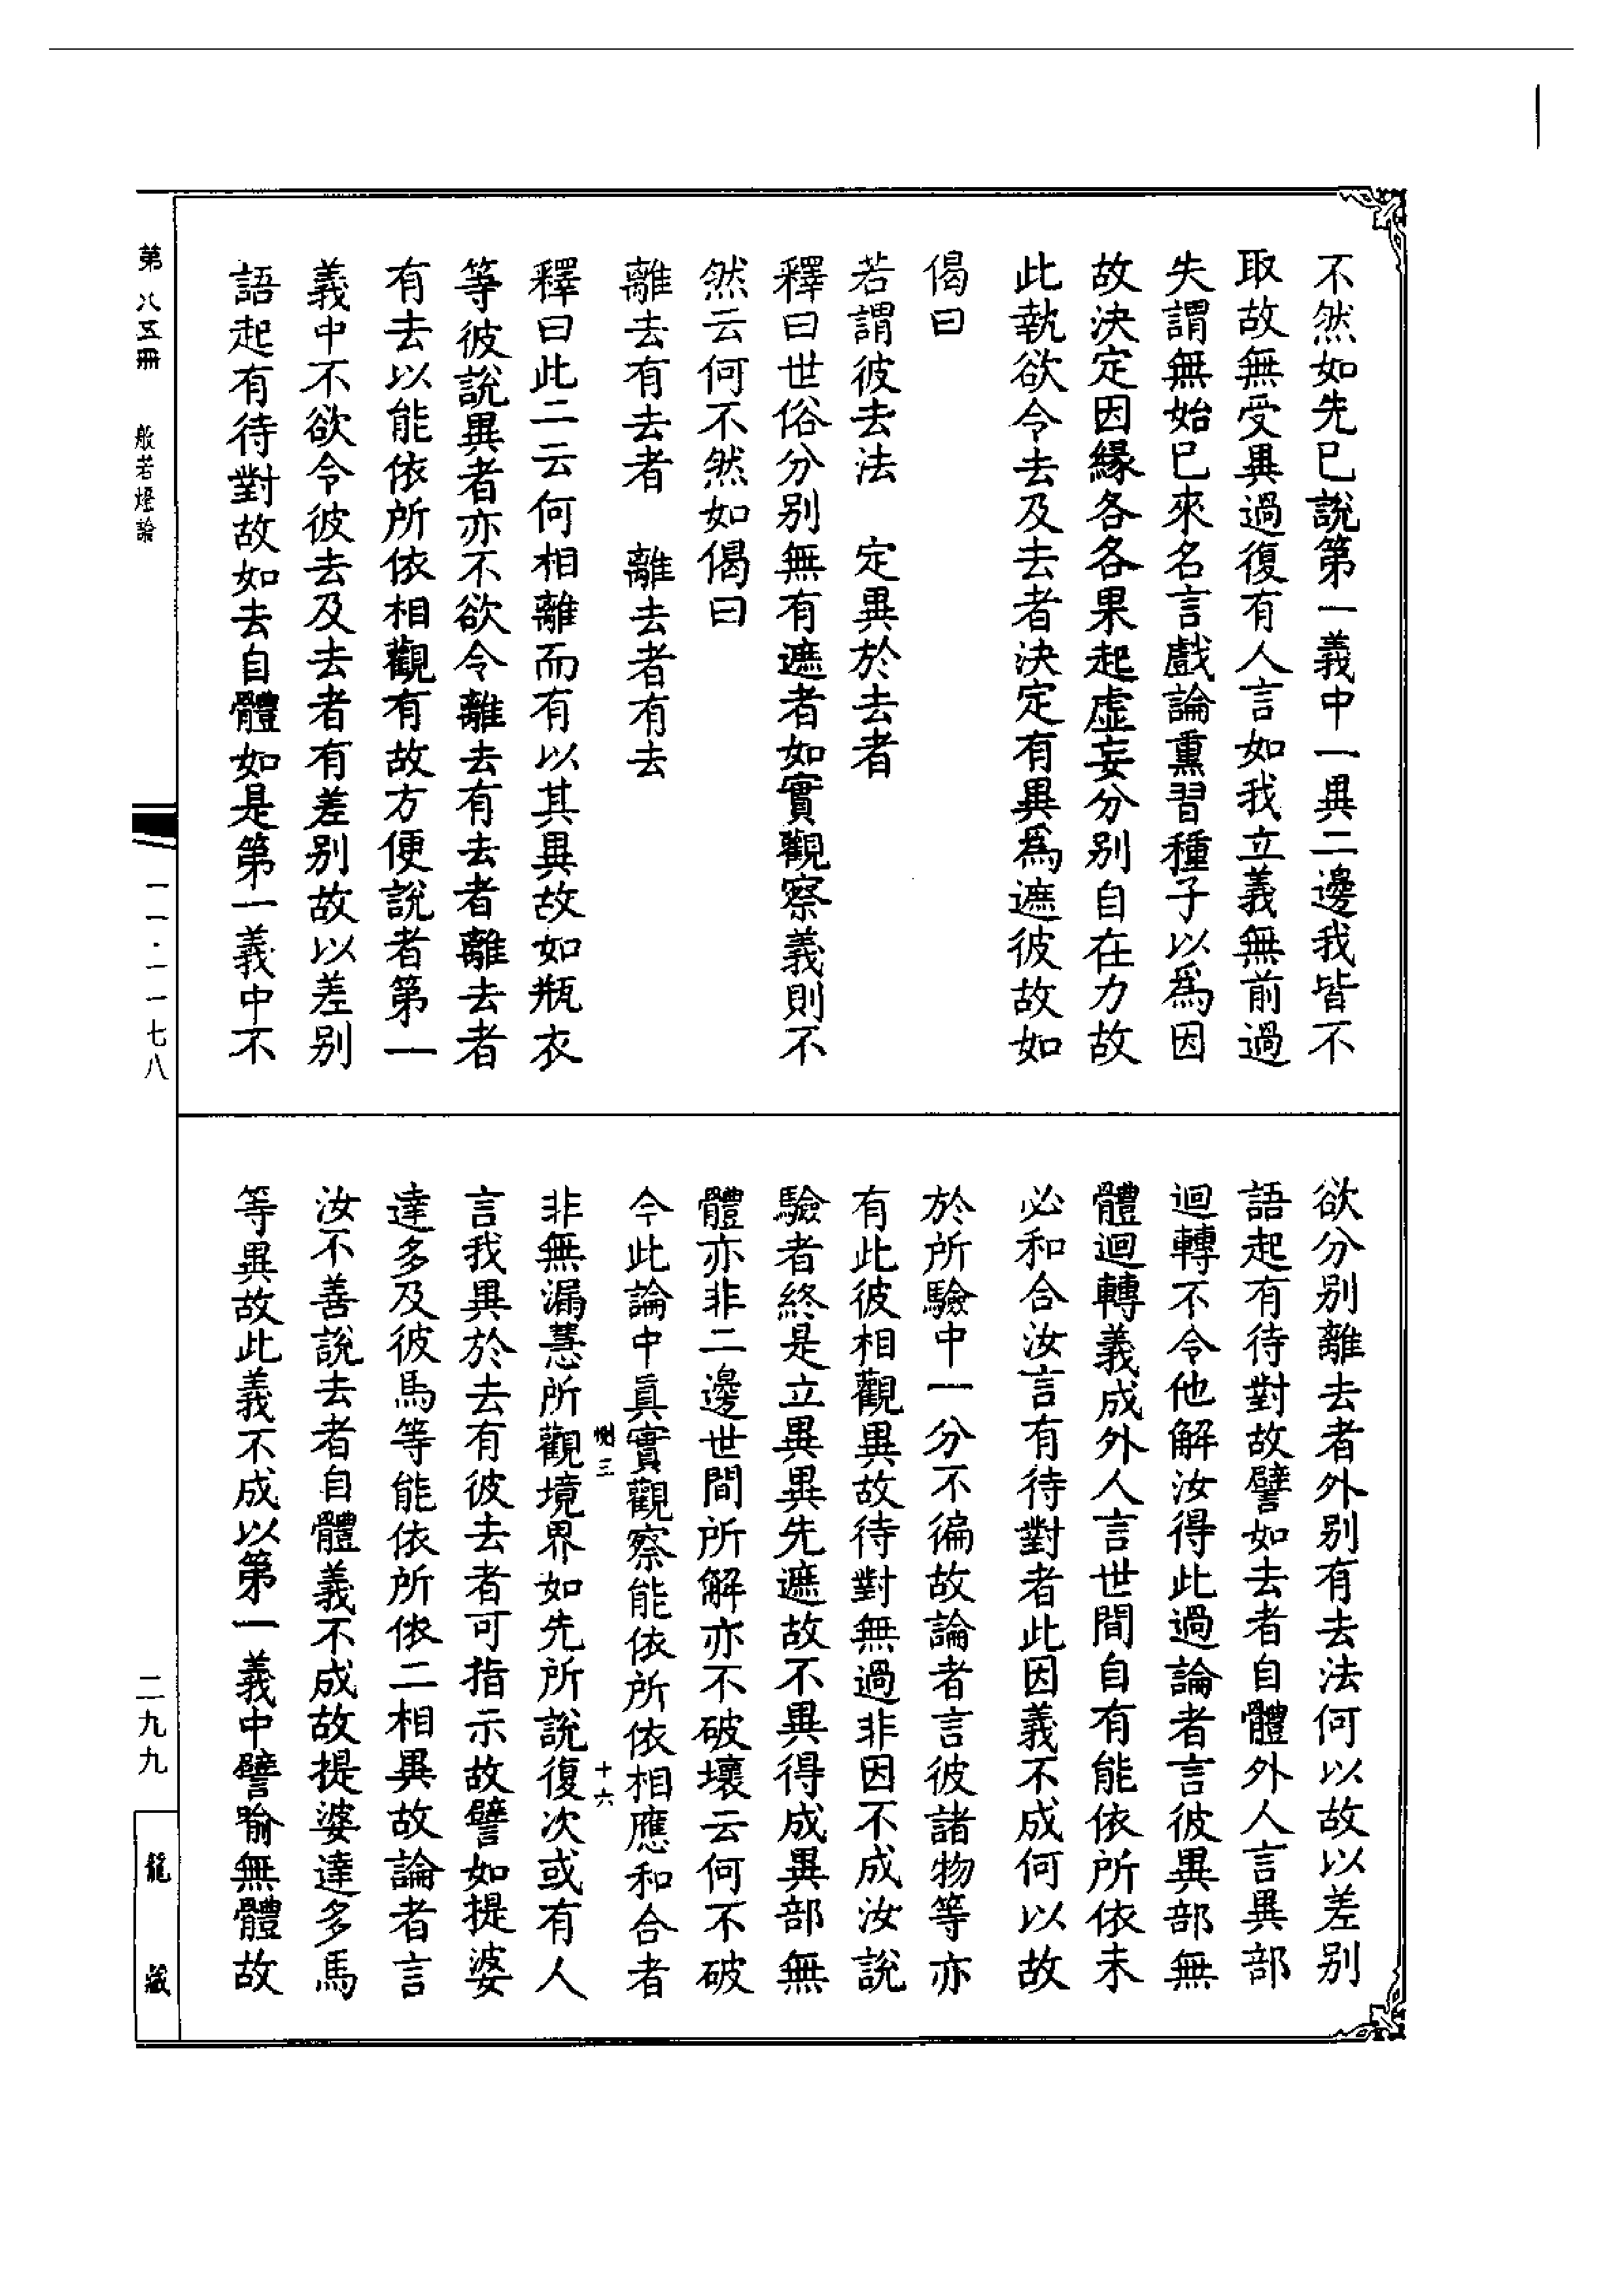 不然如先已說第一義中一異二邊我皆不
取故無受異過復有人言如我立義無前過
失謂無始已來名言戲論熏習種子以為因
故決定因緣各各果起虛妄分別自在力故
此執欲令去及去者決定有異為遮彼故如
偈曰
若謂彼去法　定異於去者
釋曰世俗分別無有遮者如實觀察義則不
然云何不然如偈曰
離去有去者　離去者有去
釋曰此二云何相離而有以其異故如瓶衣
等彼說異者亦不欲令離去有去者離去者
有去以能依所依相觀有故方便說者第一
義中不欲令彼去及去者有差別故以差別
語起有待對故如去自體如是第一義中不
欲分別離去者外別有去法何以故以差別
語起有待對故譬如去者自體外人言異部
迴轉不令他解汝得此過論者言彼異部無
體迴轉義成外人言世間自有能依所依未
必和合汝言有待對者此因義不成何以故
於所驗中一分不徧故論者言彼諸物等亦
有此彼相觀異故待對無過非因不成汝說
驗者終是立異異先遮故不異得成異部無
體亦非二邊世間所解亦不破壞云何不破
今此論中真實觀察能依所依相應和合者
惻三　十六
非無漏慧所觀境界如先所說復次或有人
言我異於去有彼去者可指示故譬如提婆
達多及彼馬等能依所依二相異故論者言
汝不善說去者自體義不成故提婆達多馬
等異故此義不成以第一義中譬喻無體故
第八五冊　般若燈論
一一·一一七八
二九九
龍藏